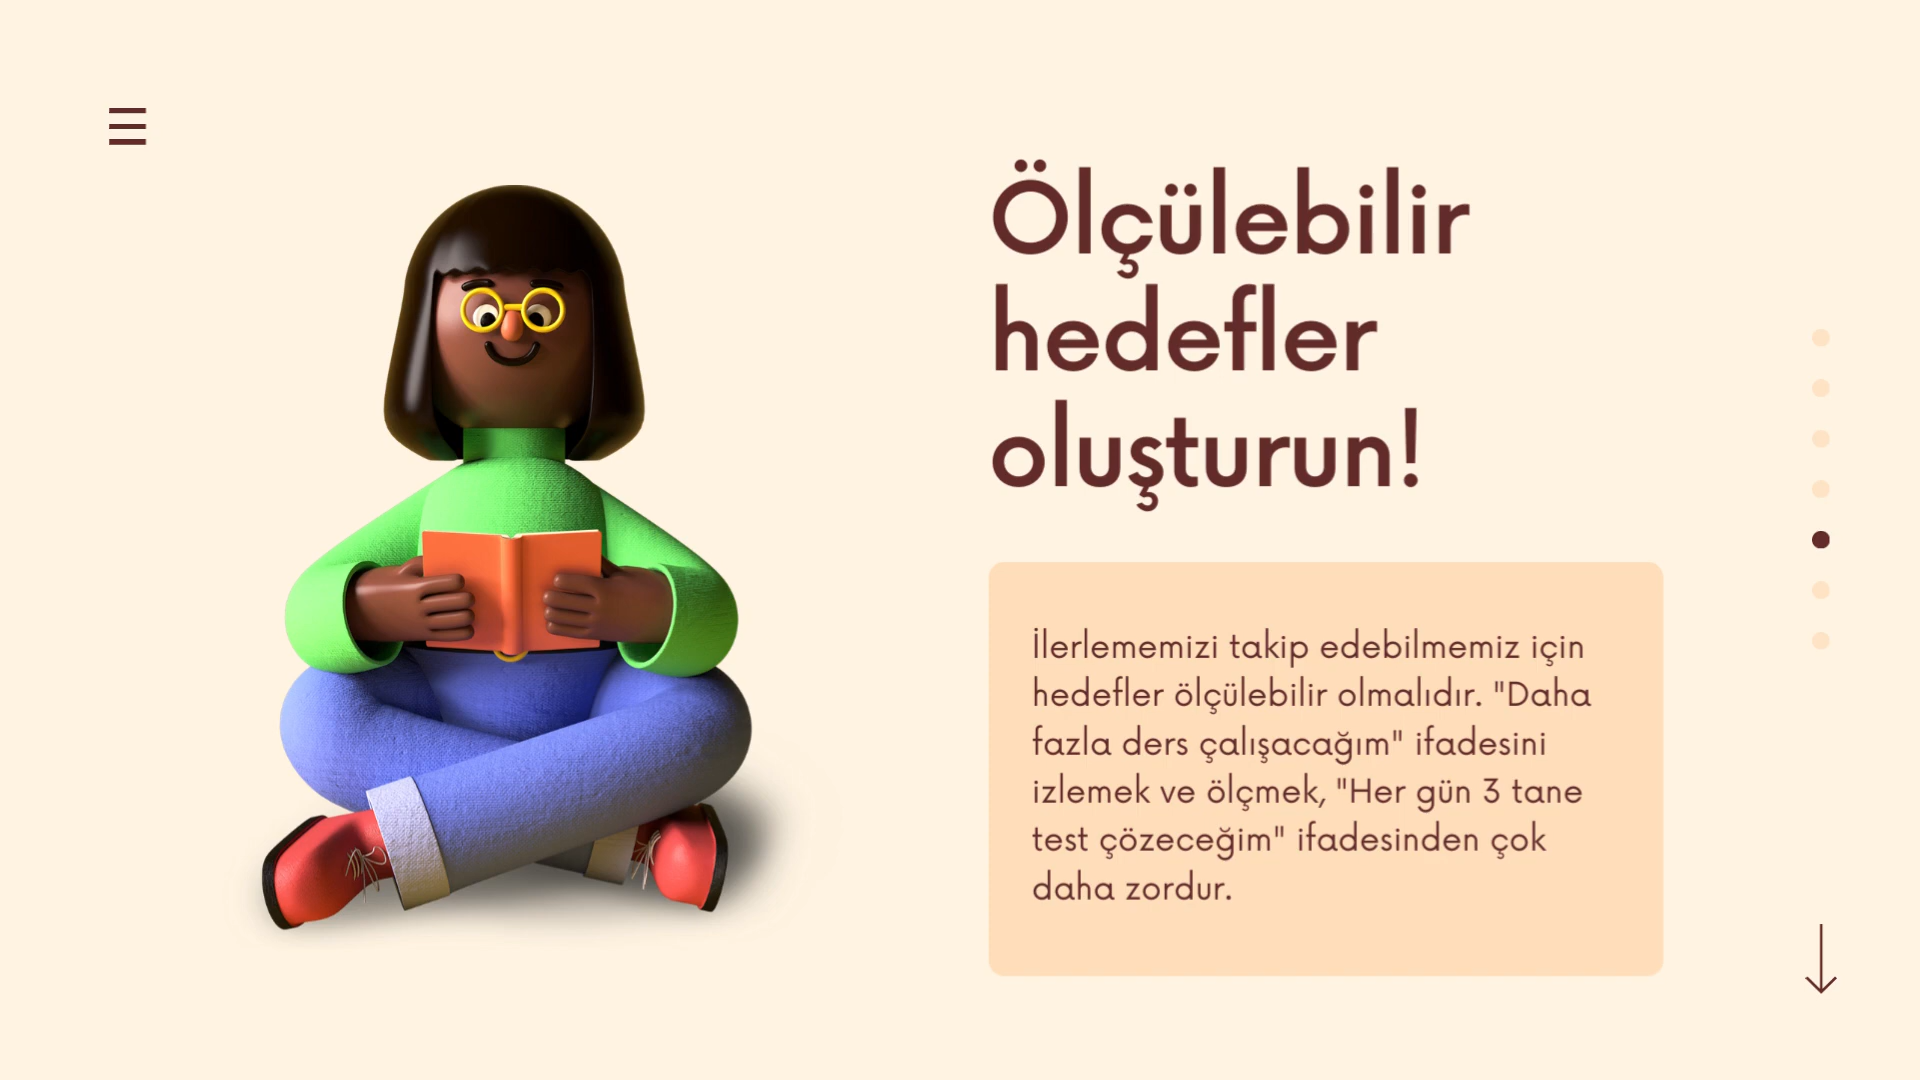 Ölçülebilir
hedefler
oluşturun!
İlerlememizi takip edebilmemiz için
hedefler ölçülebilir olmalıdır. "Daha
fazla ders çalışacağım" ifadesini
izlemek ve ölçmek, "Her gün 3 tane
test çözeceğim" ifadesinden çok
daha zordur.